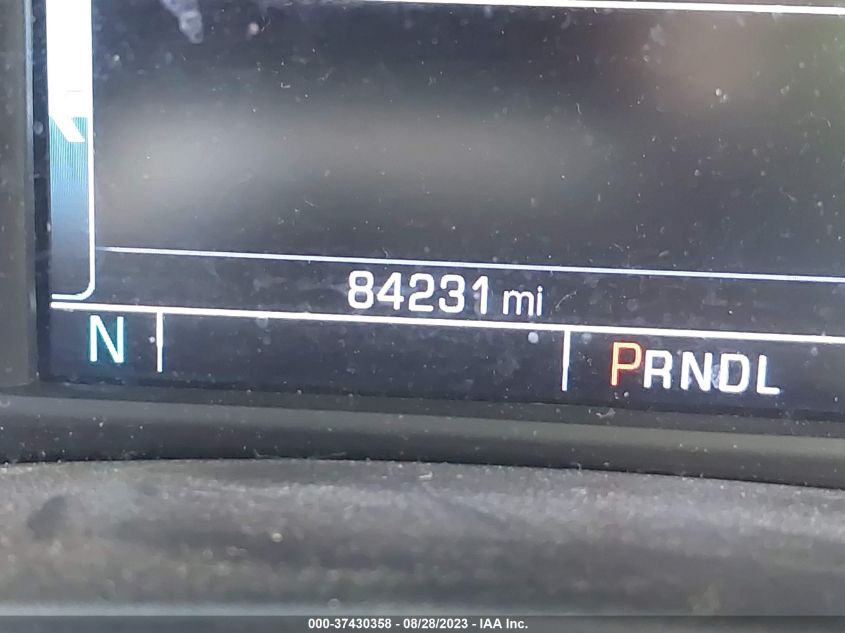 84231 mi
N PRNDL
000-37430358 - 08/28/2023 - IAA Inc.